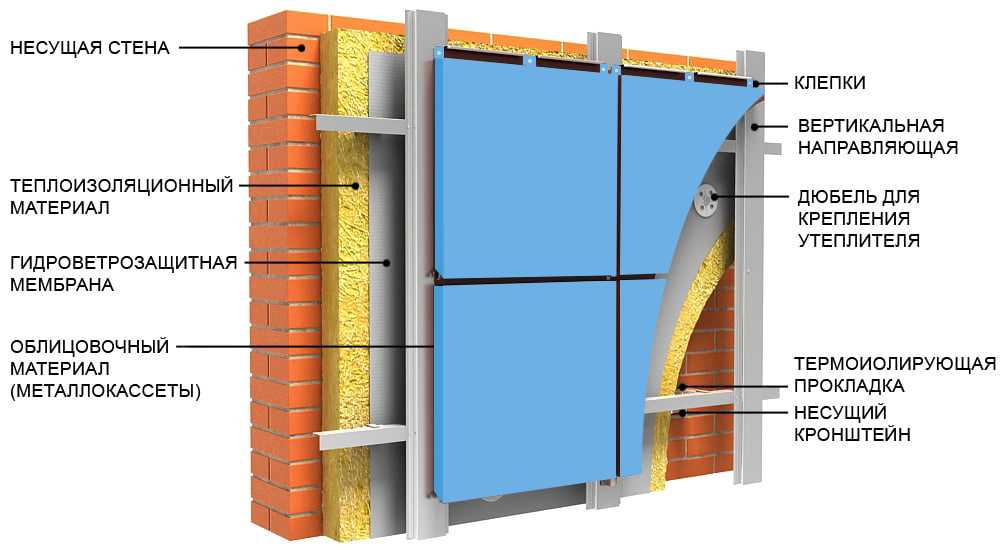 НЕСУЩАЯ СТЕНА
ТЕПЛОИЗОЛЯЦИОННЫЙ
МАТЕРИАЛ
ГИДРОВЕТРОЗАЩИТНАЯ
МЕМБРАНА
ОБЛИЦОВОЧНЫЙ
МАТЕРИАЛ
(МЕТАЛЛОКАССЕТЫ)
КЛЕПКИ
ВЕРТИКАЛЬНАЯ
НАПРАВЛЯЮЩАЯ
ДЮБЕЛЬ ДЛЯ
КРЕПЛЕНИЯ
УТЕПЛИТЕЛЯ
ТЕРМОИОЛИРУЮЩАЯ
ПРОКЛАДКА
НЕСУЩИЙ
КРОНШТЕЙН